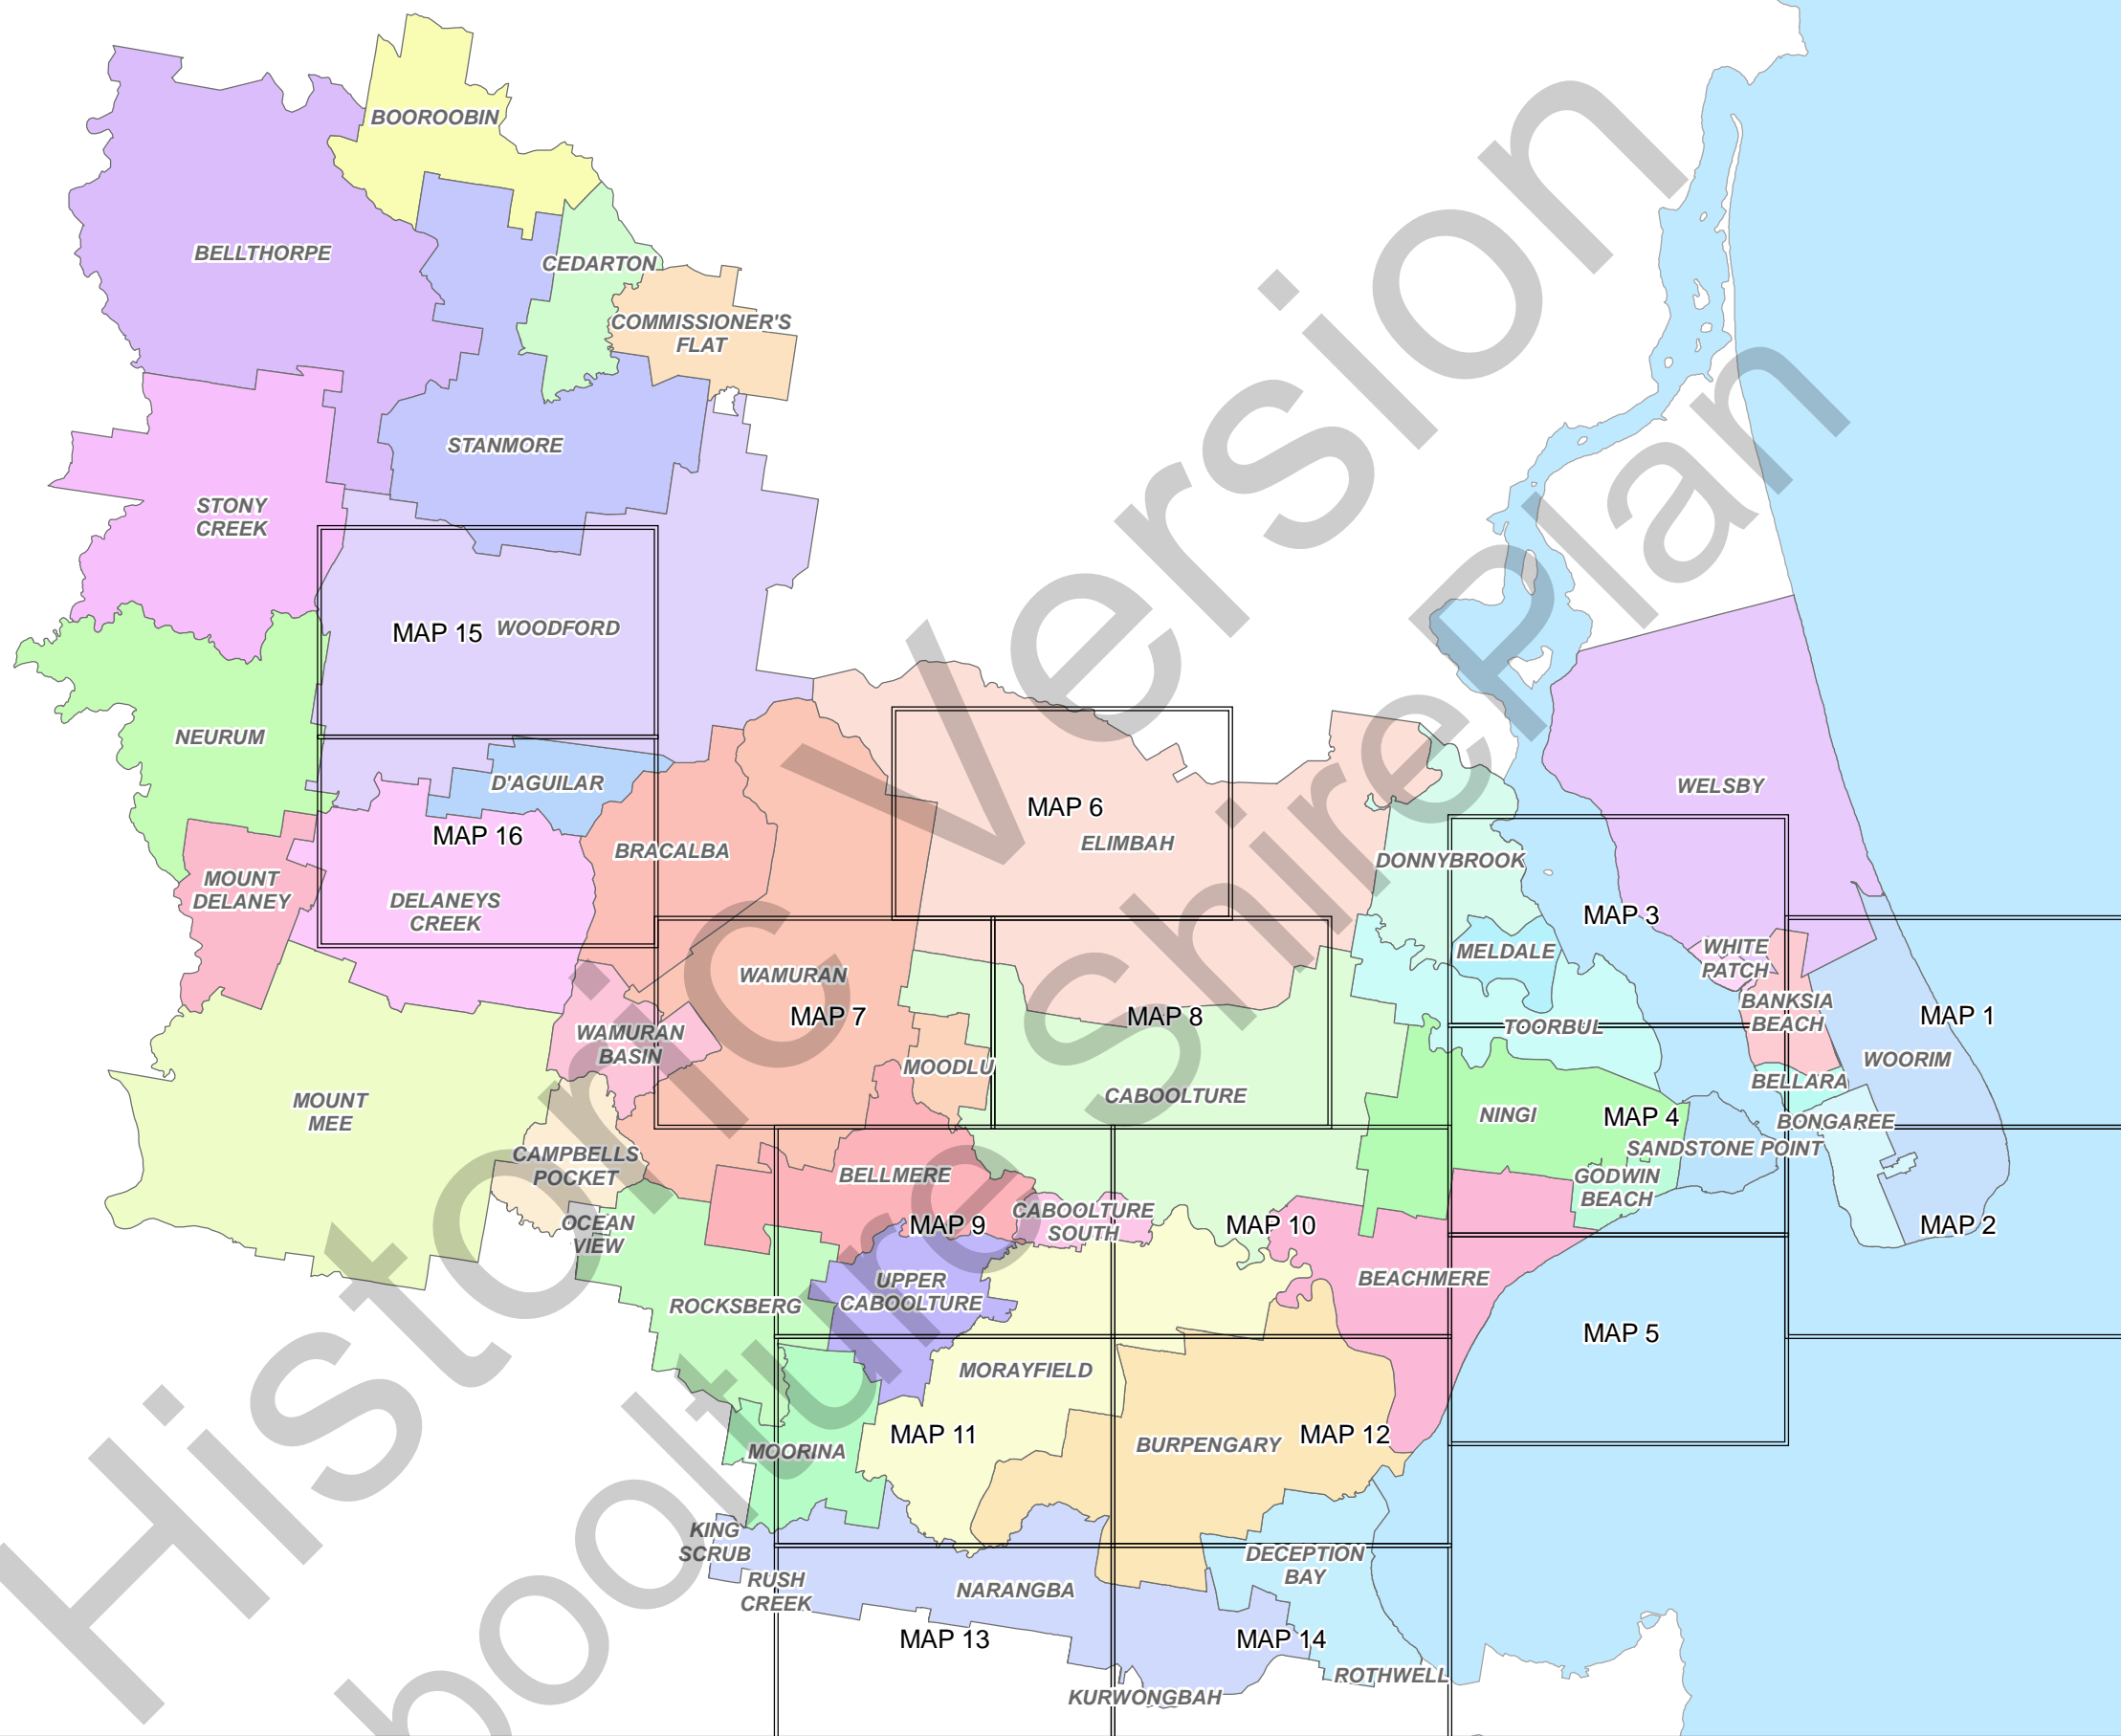 BOOROOBIN
BELLTHORPE
CEDARTON
COMMISSIONER'S
FLAT
STANMORE
STONY
CREEK
MAP 15
WOODFORD
NEURUM
D'AGUILAR
WELSBY
MAP 6
MAP 16
ELIMBAH
BRACALBA
DONNYBROOK
MOUNT
DELANEY
DELANEYS
CREEK
MAP 3
MELDALE
WHITE
PATCH
WAMURAN
BANKSIA
BEACH
MAP 7
MAP 8
MAP 1
TOORBUL
WAMURAN
BASIN
WOORIM
MOODLU
BELLARA
CABOOLTURE
MOUNT
MEE
NINGI
MAP 4
BONGAREE
SANDSTONE POINT
CAMPBELLS
POCKET
BELLMERE
GODWIN
BEACH
CABOOLTURE
SOUTH
OCEAN
VIEW
MAP 9
MAP 10
MAP 2
UPPER
CABOOLTURE
BEACHMERE
ROCKSBERG
MAP 5
MORAYFIELD
MAP 11
MAP 12
BURPENGARY
MOORINA
KING
SCRUB
DECEPTION
BAY
RUSH
CREEK
NARANGBA
MAP 13
MAP 14
ROTHWELL
KURWONGBAH
Historic Version
boolture ShirePlan